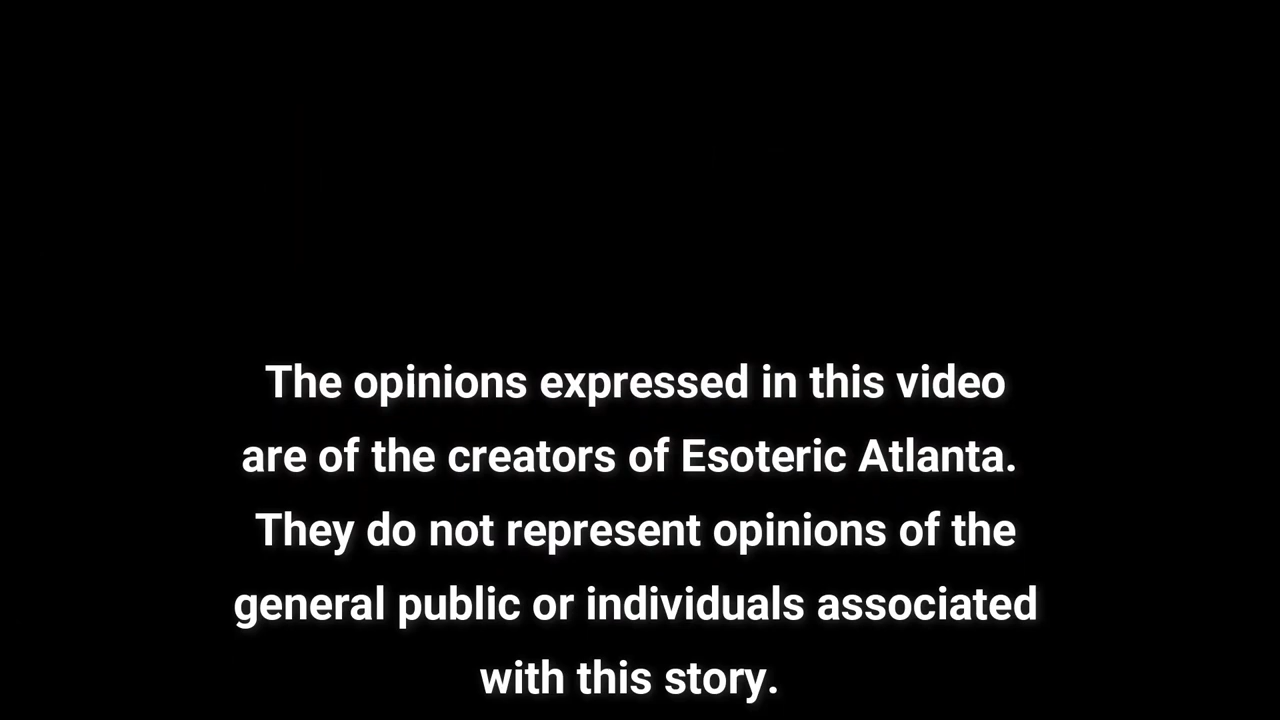 The opinions expressed in this video
are of the creators of Esoteric Atlanta.
They do not represent opinions of the
general public or individuals associated
with this story.